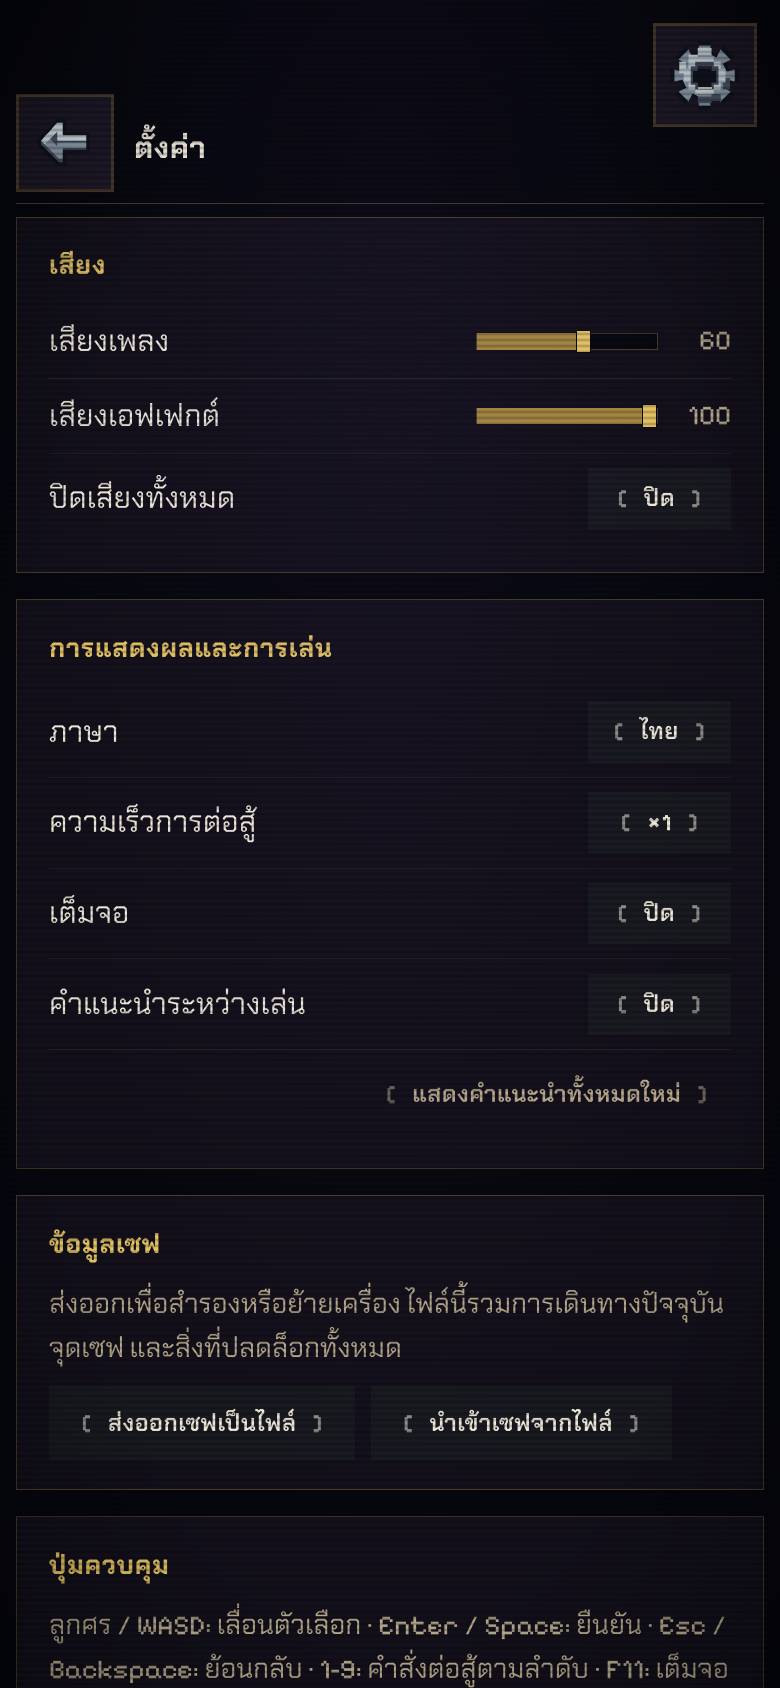 ตั้งค่า
เสียง
เสียงเพลง 60
เสียงเอฟเฟกต์ 100
ปิดเสียงทั้งหมด [ ปิด ]
การแสดงผลและการเล่น
ภาษา [ ไทย ]
ความเร็วการต่อสู้ [ ×1 ]
เต็มจอ [ ปิด ]
คำแนะนำระหว่างเล่น [ ปิด ]
[ แสดงคำแนะนำทั้งหมดใหม่ ]
ข้อมูลเซฟ
ส่งออกเพื่อสำรองหรือย้ายเครื่อง ไฟล์นี้รวมการเดินทางปัจจุบัน
จุดเซฟ และสิ่งที่ปลดล็อกทั้งหมด
[ ส่งออกเซฟเป็นไฟล์ ] [ นำเข้าเซฟจากไฟล์ ]
ปุ่มควบคุม
ลูกศร / WASD: เลื่อนตัวเลือก · Enter / Space: ยืนยัน · Esc /
Backspace: ย้อนกลับ · 1-9: คำสั่งต่อสู้ตามลำดับ · F11: เต็มจอ